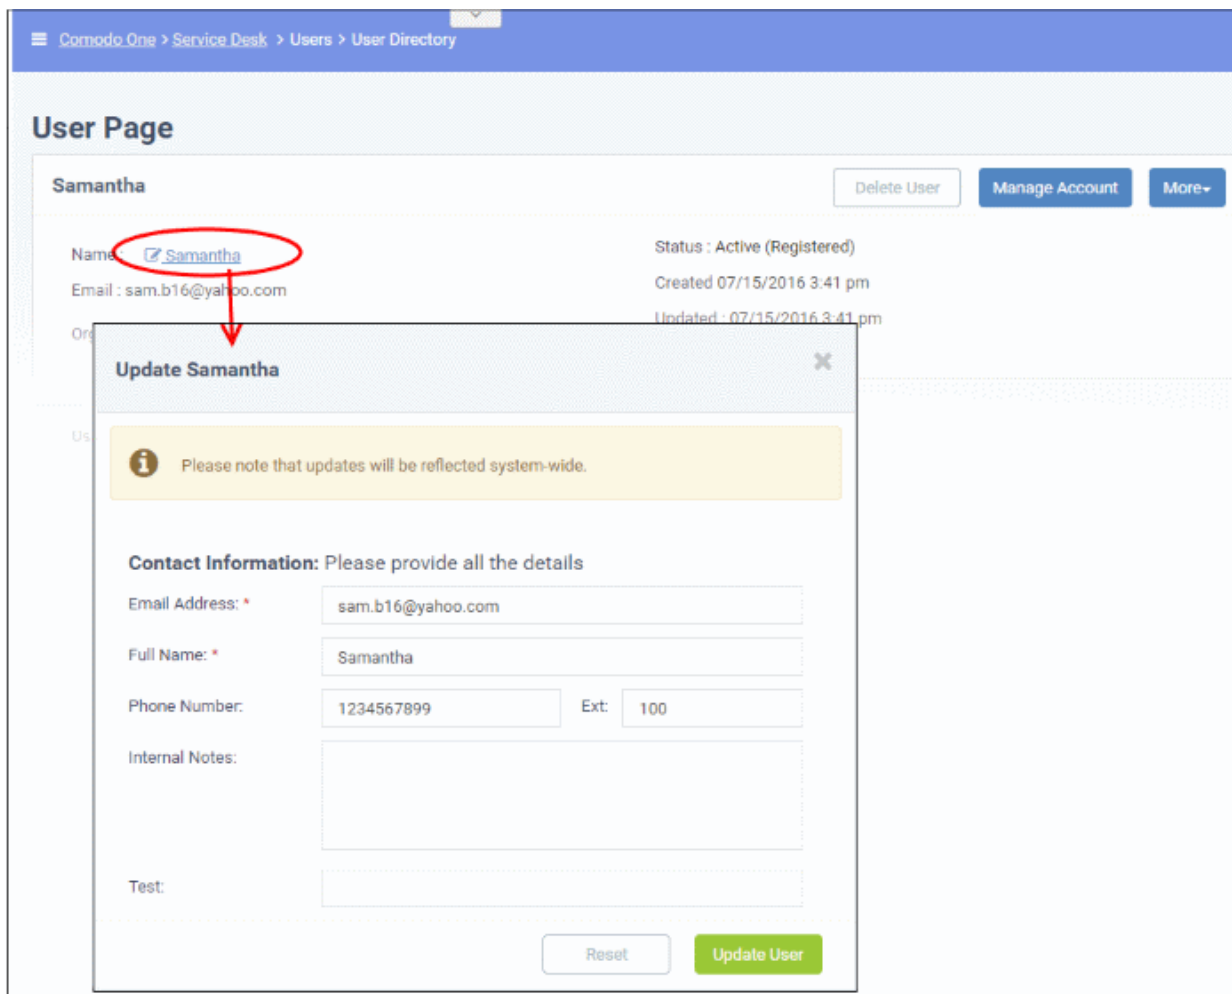 Comodo One > Service Desk > Users > User Directory
User Page
Samantha
Delete User
Manage Account
More
Name : Samantha
Status : Active (Registered)
Email : sam.b16@yahoo.com
Created 07/15/2016 3:41 pm
Updated : 07/15/2016 3:41 pm
Update Samantha
Please note that updates will be reflected system-wide.
Contact Information: Please provide all the details
Email Address: * sam.b16@yahoo.com
Full Name: * Samantha
Phone Number: 1234567899 Ext: 100
Internal Notes:
Test:
Reset
Update User